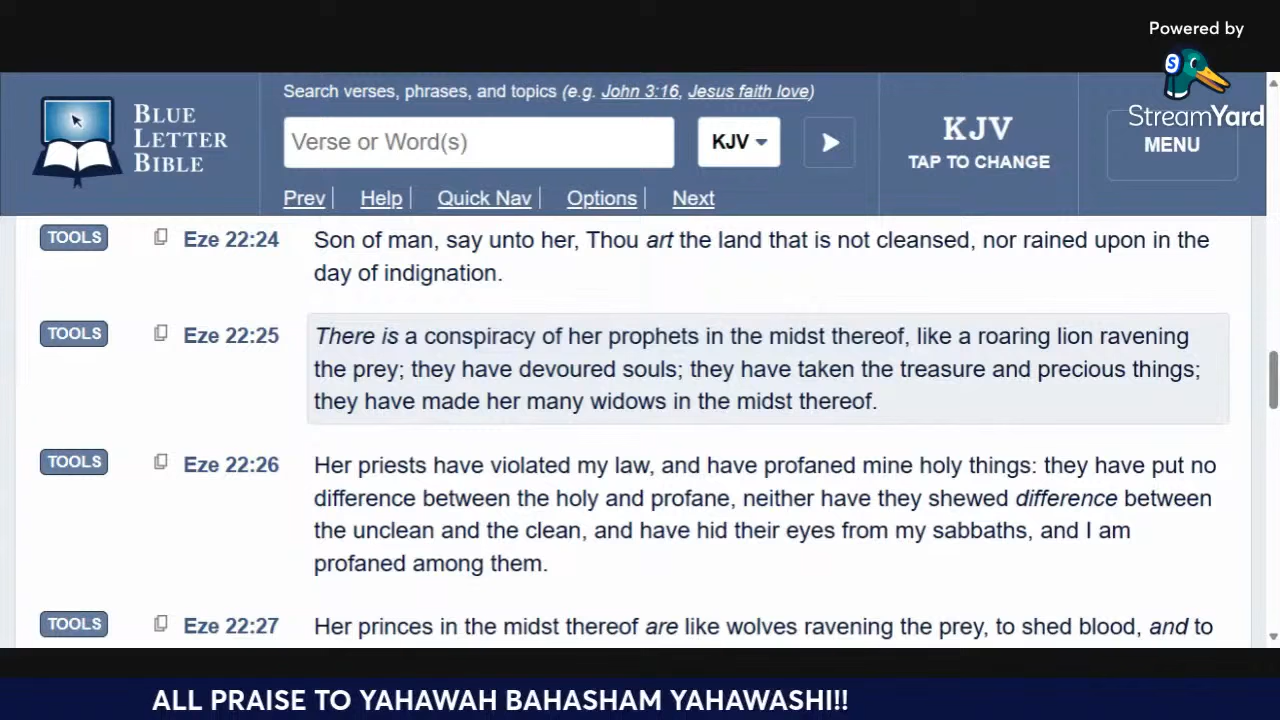 Powered by
StreamYard
BLUE
LETTER
BIBLE
Search verses, phrases, and topics (e.g. John 3:16, Jesus faith love)
Verse or Word(s)
KJV
Prev
Help
Quick Nav
Options
Next
KJV
TAP TO CHANGE
MENU
TOOLS Eze 22:24 Son of man, say unto her, Thou art the land that is not cleansed, nor rained upon in the
day of indignation.
TOOLS Eze 22:25 There is a conspiracy of her prophets in the midst thereof, like a roaring lion ravening
the prey; they have devoured souls; they have taken the treasure and precious things;
they have made her many widows in the midst thereof.
TOOLS Eze 22:26 Her priests have violated my law, and have profaned mine holy things: they have put no
difference between the holy and profane, neither have they shewed difference between
the unclean and the clean, and have hid their eyes from my sabbaths, and I am
profaned among them.
TOOLS Eze 22:27 Her princes in the midst thereof are like wolves ravening the prey, to shed blood, and to
ALL PRAISE TO YAHAWAH BAHASHAM YAHAWASHI!!